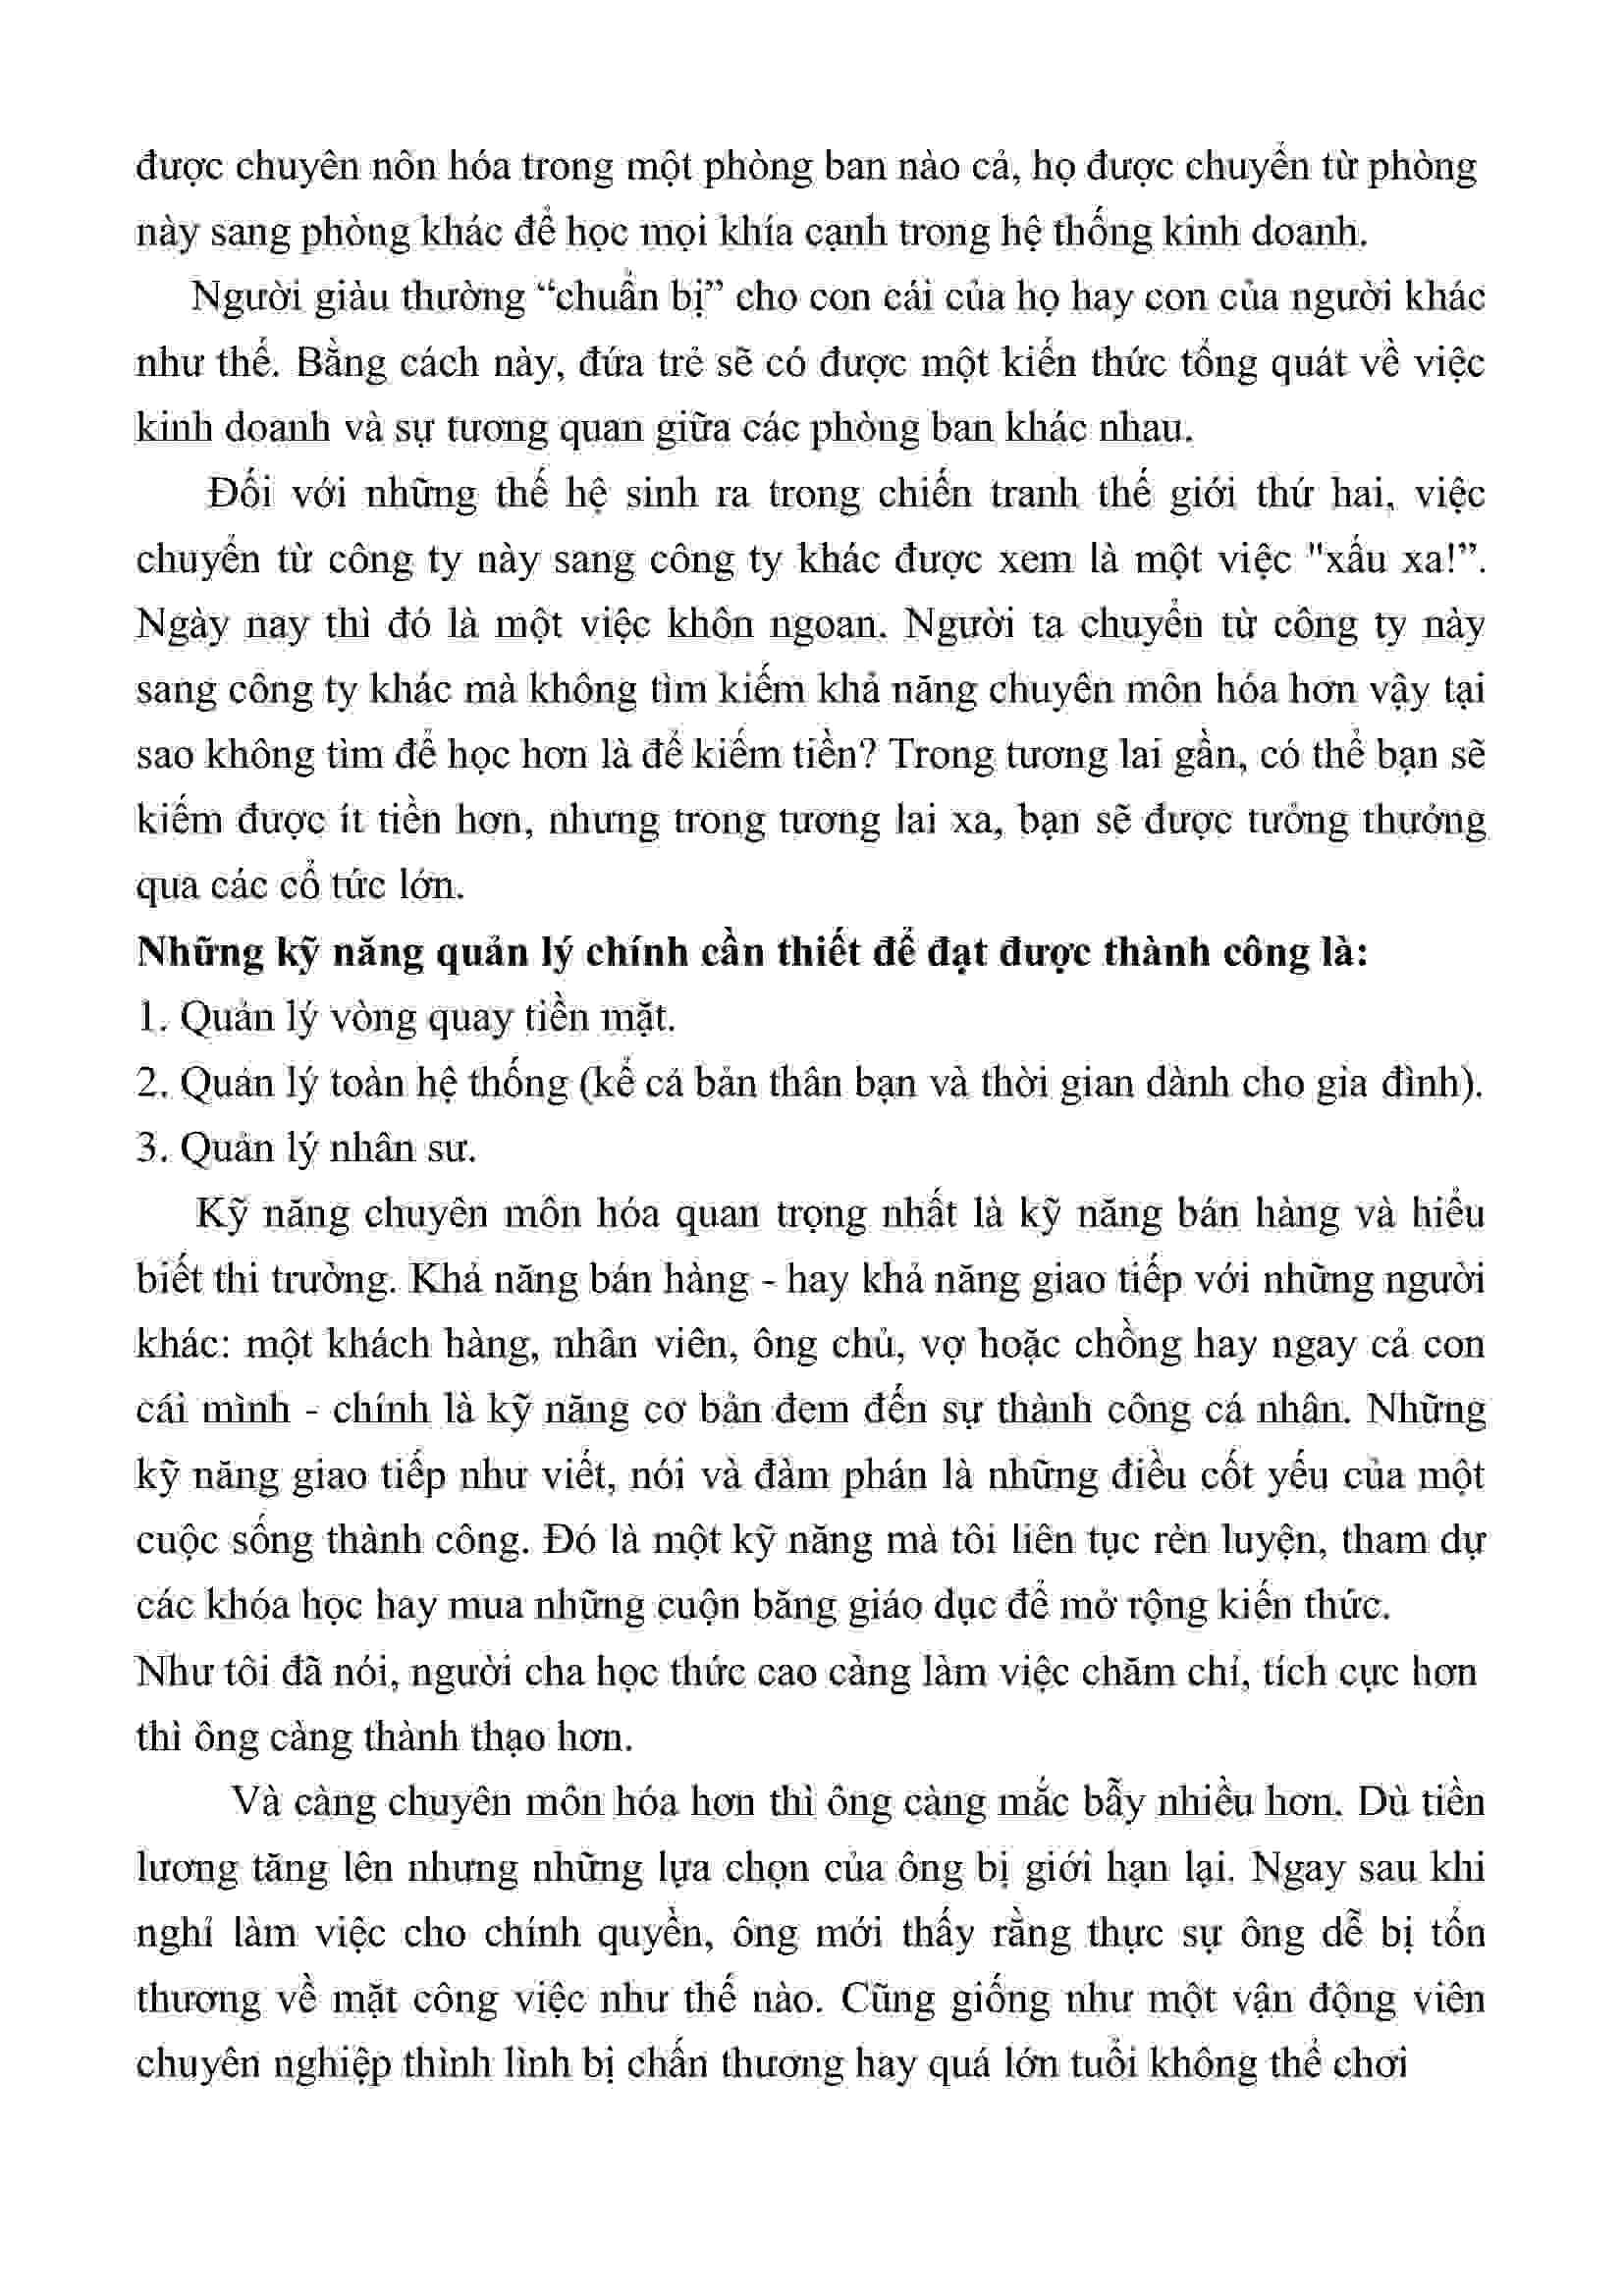 được chuyên nôn hóa trong một phòng ban nào cả, họ được chuyển từ phòng
này sang phòng khác để học mọi khía cạnh trong hệ thống kinh doanh.
Người giàu thường “chuẩn bị” cho con cái của họ hay con của người khác
như thế. Bằng cách này, đứa trẻ sẽ có được một kiến thức tổng quát về việc
kinh doanh và sự tương quan giữa các phòng ban khác nhau.
Đối với những thế hệ sinh ra trong chiến tranh thế giới thứ hai, việc
chuyển từ công ty này sang công ty khác được xem là một việc "xấu xa!”.
Ngày nay thì đó là một việc khôn ngoan. Người ta chuyển từ công ty này
sang công ty khác mà không tìm kiếm khả năng chuyên môn hóa hơn vậy tại
sao không tìm để học hơn là để kiếm tiền? Trong tương lai gần, có thể bạn sẽ
kiếm được ít tiền hơn, nhưng trong tương lai xa, bạn sẽ được tưởng thưởng
qua các cổ tức lớn.
Những kỹ năng quản lý chính cần thiết để đạt được thành công là:
1. Quản lý vòng quay tiền mặt.
2. Quản lý toàn hệ thống (kể cả bản thân bạn và thời gian dành cho gia đình).
3. Quản lý nhân sư.
Kỹ năng chuyên môn hóa quan trọng nhất là kỹ năng bán hàng và hiểu
biết thi trường. Khả năng bán hàng - hay khả năng giao tiếp với những người
khác: một khách hàng, nhân viên, ông chủ, vợ hoặc chồng hay ngay cả con
cái mình - chính là kỹ năng cơ bản đem đến sự thành công cá nhân. Những
kỹ năng giao tiếp như viết, nói và đàm phán là những điều cốt yếu của một
cuộc sống thành công. Đó là một kỹ năng mà tôi liên tục rèn luyện, tham dự
các khóa học hay mua những cuộn băng giáo dục để mở rộng kiến thức.
Như tôi đã nói, người cha học thức cao càng làm việc chăm chỉ, tích cực hơn
thì ông càng thành thạo hơn.
Và càng chuyên môn hóa hơn thì ông càng mắc bẫy nhiều hơn. Dù tiền
lương tăng lên nhưng những lựa chọn của ông bị giới hạn lại. Ngay sau khi
nghỉ làm việc cho chính quyền, ông mới thấy rằng thực sự ông dễ bị tổn
thương về mặt công việc như thế nào. Cũng giống như một vận động viên
chuyên nghiệp thình lình bị chấn thương hay quá lớn tuổi không thể chơi